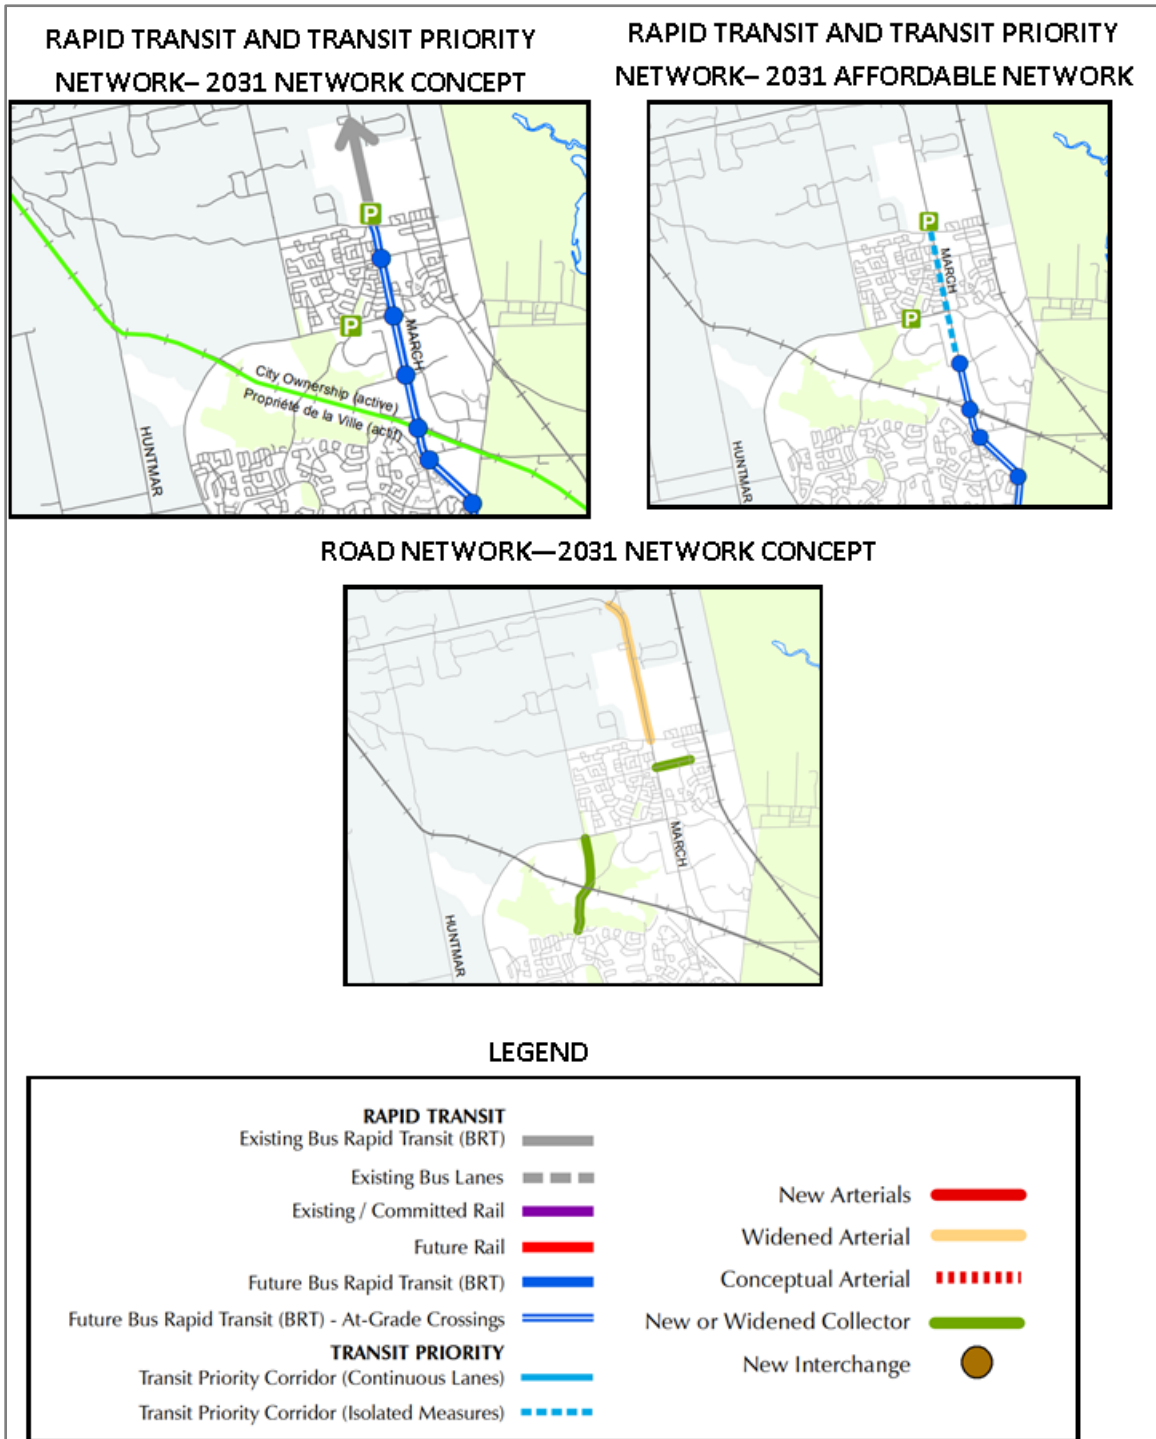 RAPID TRANSIT AND TRANSIT PRIORITY
NETWORK– 2031 NETWORK CONCEPT
P
P
MARCH
City Ownership (active)
Propriété de la Ville (actif)
HUNTMAR
RAPID TRANSIT AND TRANSIT PRIORITY
NETWORK– 2031 AFFORDABLE NETWORK
P
MARCH
P
HUNTMAR
ROAD NETWORK—2031 NETWORK CONCEPT
MARCH
HUNTMAR
LEGEND
RAPID TRANSIT
Existing Bus Rapid Transit (BRT)
Existing Bus Lanes
Existing / Committed Rail
Future Rail
Future Bus Rapid Transit (BRT)
Future Bus Rapid Transit (BRT) - At-Grade Crossings
TRANSIT PRIORITY
Transit Priority Corridor (Continuous Lanes)
Transit Priority Corridor (Isolated Measures)
New Arterials
Widened Arterial
Conceptual Arterial
New or Widened Collector
New Interchange